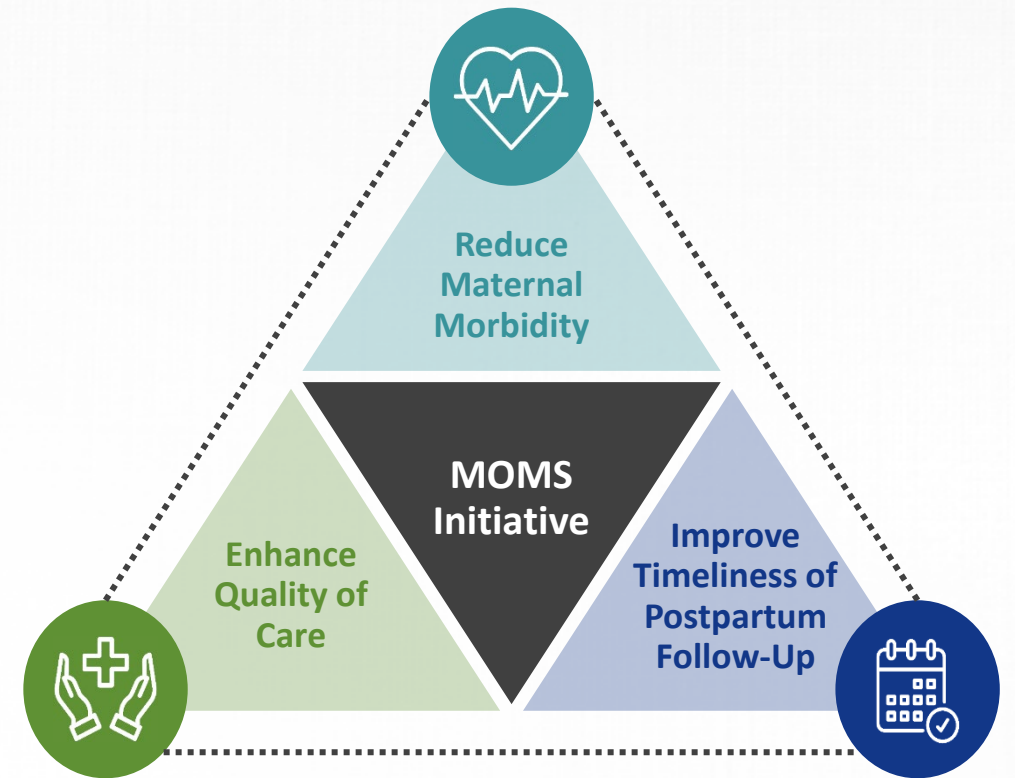 Reduce
Maternal
Morbidity
MOMS
Initiative
Enhance
Quality of
Care
Improve
Timeliness of
Postpartum
Follow-Up